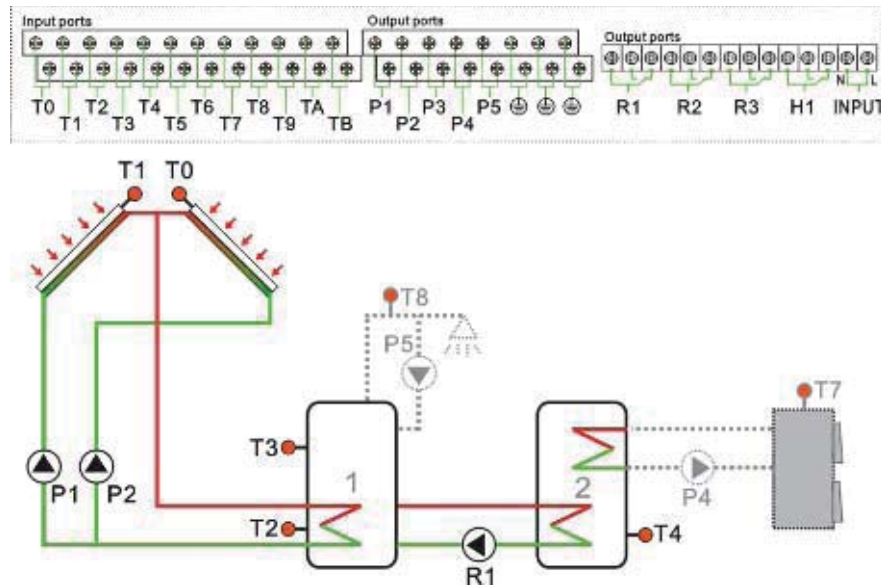 Input ports
Output ports
Output ports
T0 T2 T4 T6 T8 TA P1 P3 P5
T1 T3 T5 T7 T9 TB P2 P4
R1 R2 R3 H1 INPUT
N L
T1 T0
T8
P5
T7
T3
1
2
P4
P1 P2
T2
T4
R1